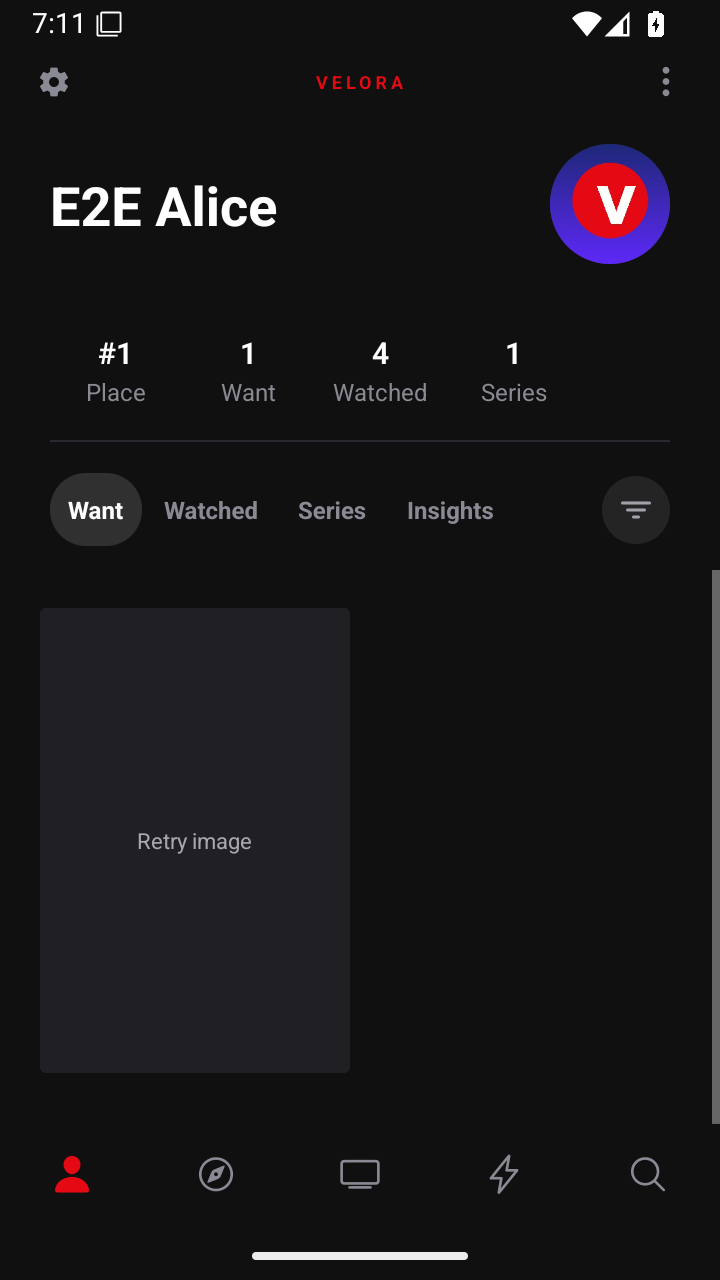 7:11
VELORA
E2E Alice
V
#1 1 4 1
Place Want Watched Series
Want Watched Series Insights
Retry image